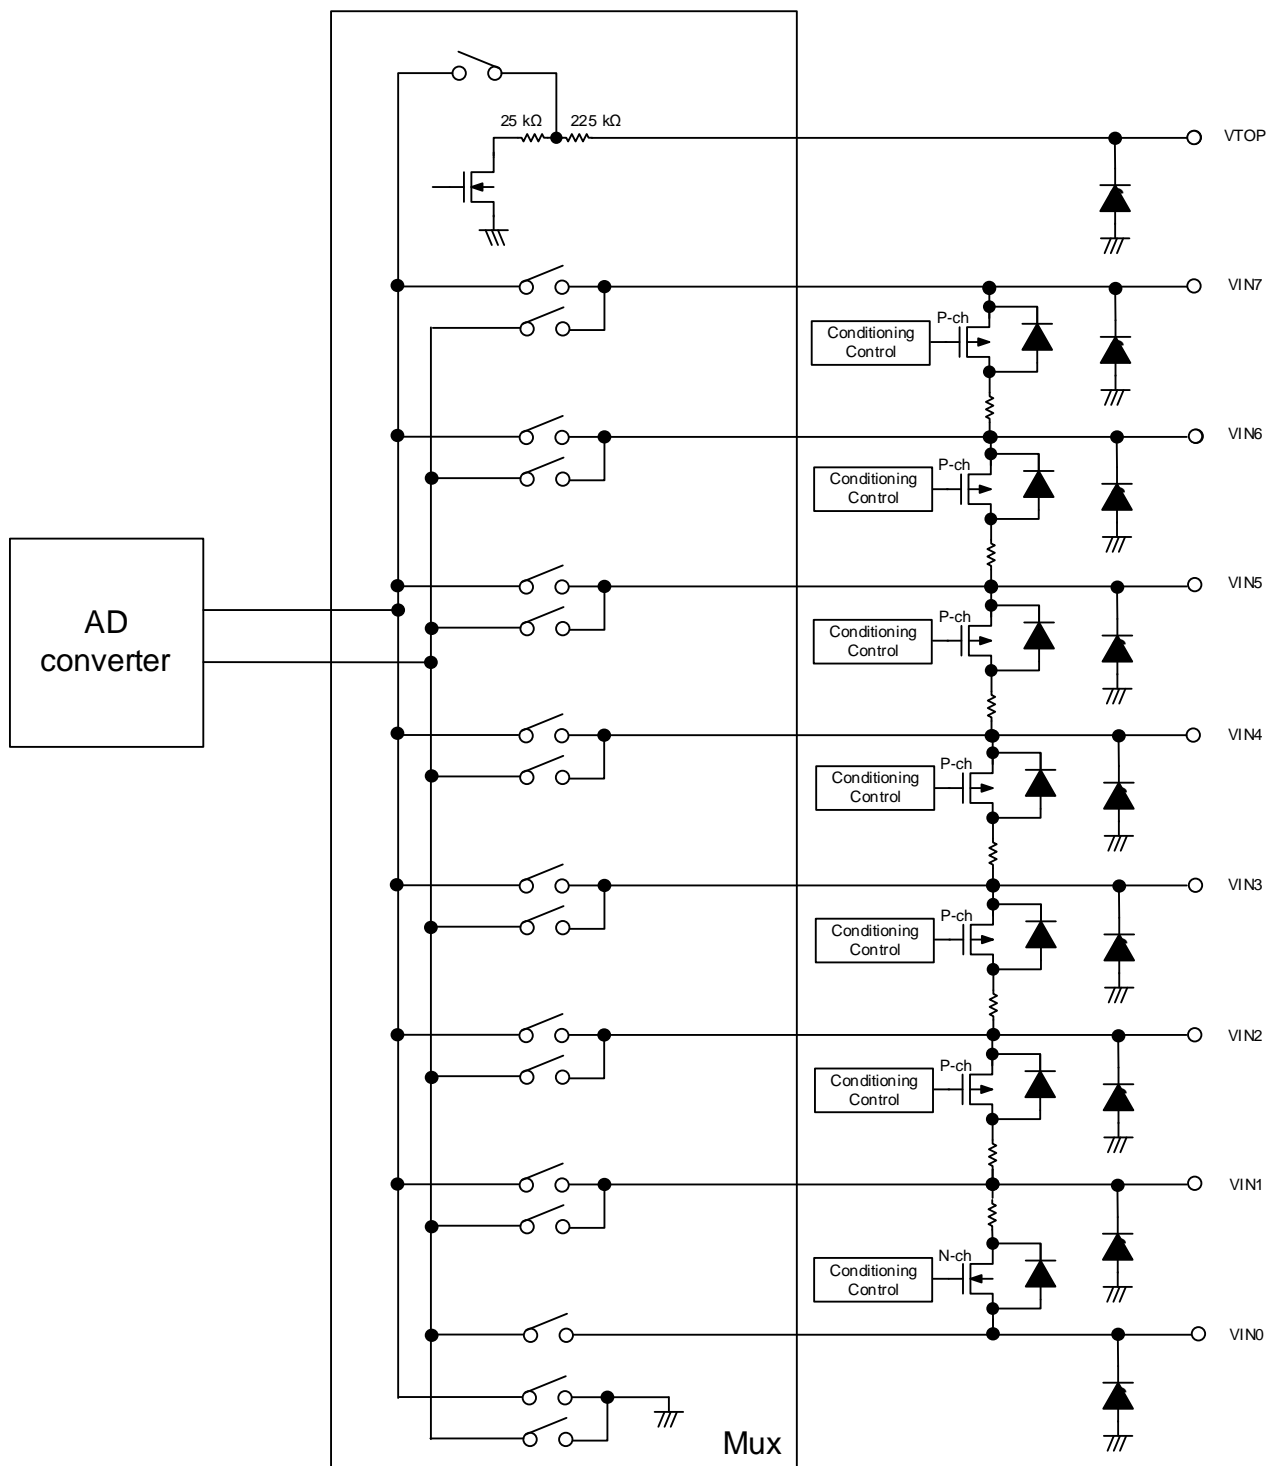 25 kΩ 225 kΩ
VTOP
VIN7
P-ch
Conditioning
Control
VIN6
P-ch
Conditioning
Control
VIN5
P-ch
Conditioning
Control
AD
converter
VIN4
P-ch
Conditioning
Control
VIN3
P-ch
Conditioning
Control
VIN2
P-ch
Conditioning
Control
VIN1
N-ch
Conditioning
Control
VIN0
Mux